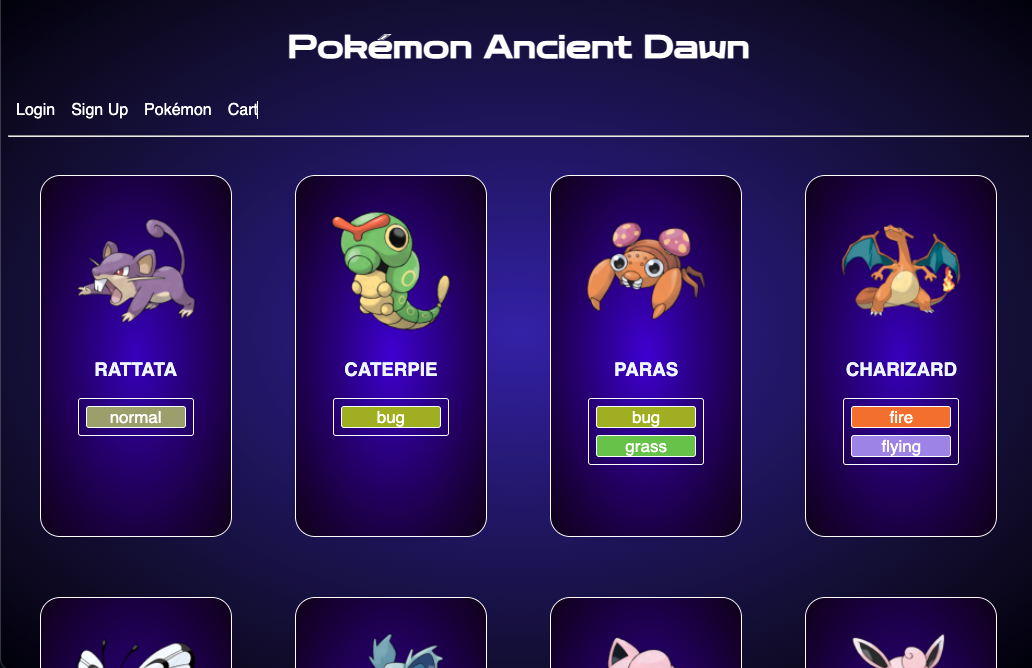 Pokémon Ancient Dawn
Login Sign Up Pokémon Cart
RATTATA CATERPIE PARAS CHARIZARD
normal bug bug fire
grass flying